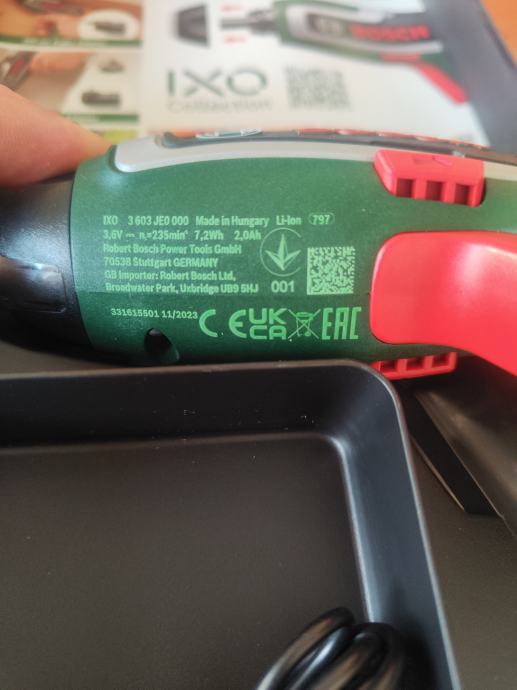 BOSCH
IXO
Collection
IXO 3 603 JE0 000 Made in Hungary Li-Ion 797
3,6V⎓ n₀=235min⁻¹ 7,2Wh 2,0Ah
Robert Bosch Power Tools GmbH
70538 Stuttgart GERMANY
GB Importer: Robert Bosch Ltd,
Broadwater Park, Uxbridge UB9 5HJ
001
331615501 11/2023
CE UK CA EAC